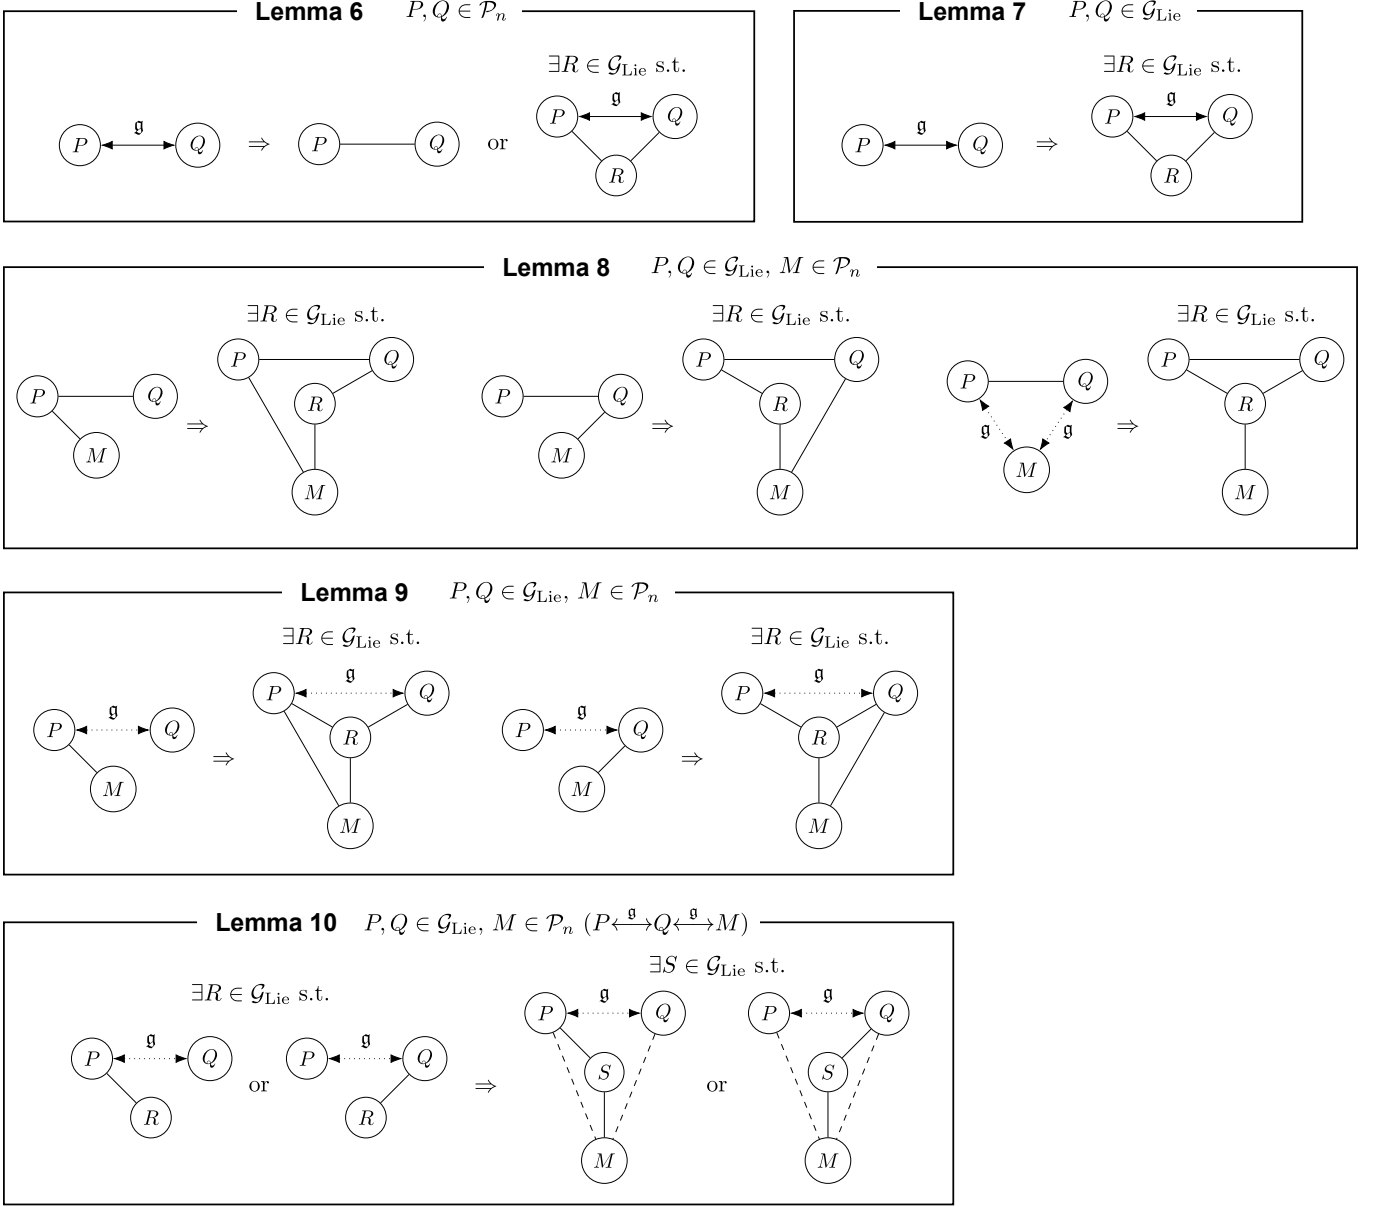 Lemma 6 P, Q ∈ 𝒫ₙ
∃R ∈ 𝒢_Lie s.t.
P 𝔤 Q ⇒ P Q or P 𝔤 Q R
Lemma 7 P, Q ∈ 𝒢_Lie
∃R ∈ 𝒢_Lie s.t.
P 𝔤 Q ⇒ P 𝔤 Q R
Lemma 8 P, Q ∈ 𝒢_Lie, M ∈ 𝒫ₙ
∃R ∈ 𝒢_Lie s.t.
P Q M ⇒ P Q R M
∃R ∈ 𝒢_Lie s.t.
P Q M ⇒ P Q R M
∃R ∈ 𝒢_Lie s.t.
P Q 𝔤 𝔤 M ⇒ P Q R M
Lemma 9 P, Q ∈ 𝒢_Lie, M ∈ 𝒫ₙ
∃R ∈ 𝒢_Lie s.t.
P 𝔤 Q M ⇒ P 𝔤 Q R M
∃R ∈ 𝒢_Lie s.t.
P 𝔤 Q M ⇒ P 𝔤 Q R M
Lemma 10 P, Q ∈ 𝒢_Lie, M ∈ 𝒫ₙ (P ⟷𝔤 Q ⟷𝔤 M)
∃R ∈ 𝒢_Lie s.t.
P 𝔤 Q R or P 𝔤 Q R ⇒
∃S ∈ 𝒢_Lie s.t.
P 𝔤 Q S M or P 𝔤 Q S M